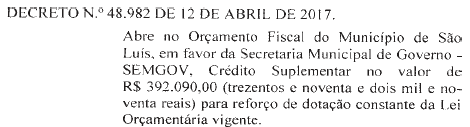 DECRETO N.º 48.982 DE 12 DE ABRIL DE 2017.
Abre no Orçamento Fiscal do Município de São
Luís, em favor da Secretaria Municipal de Governo -
SEMGOV, Crédito Suplementar no valor de
R$ 392.090,00 (trezentos e noventa e dois mil e no-
venta reais) para reforço de dotação constante da Lei
Orçamentária vigente.